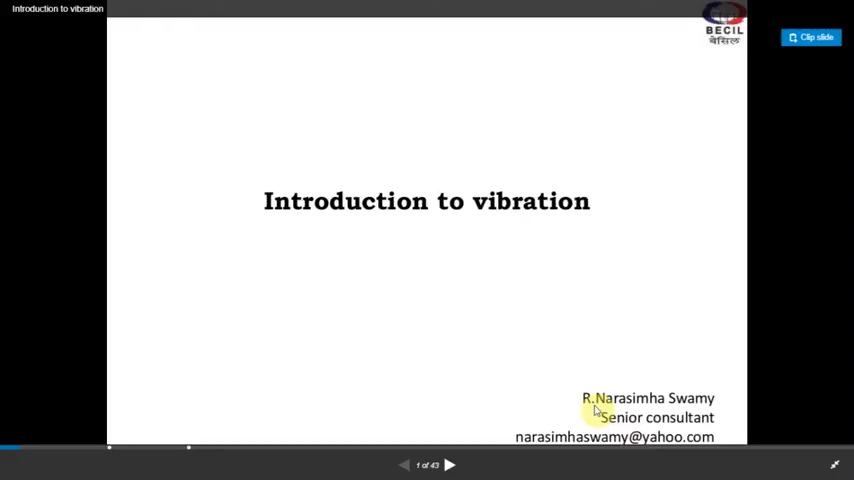 Introduction to vibration
BECIL
बेसिल
Clip slide
Introduction to vibration
R.Narasimha Swamy
Senior consultant
narasimhaswamy@yahoo.com
1 of 43